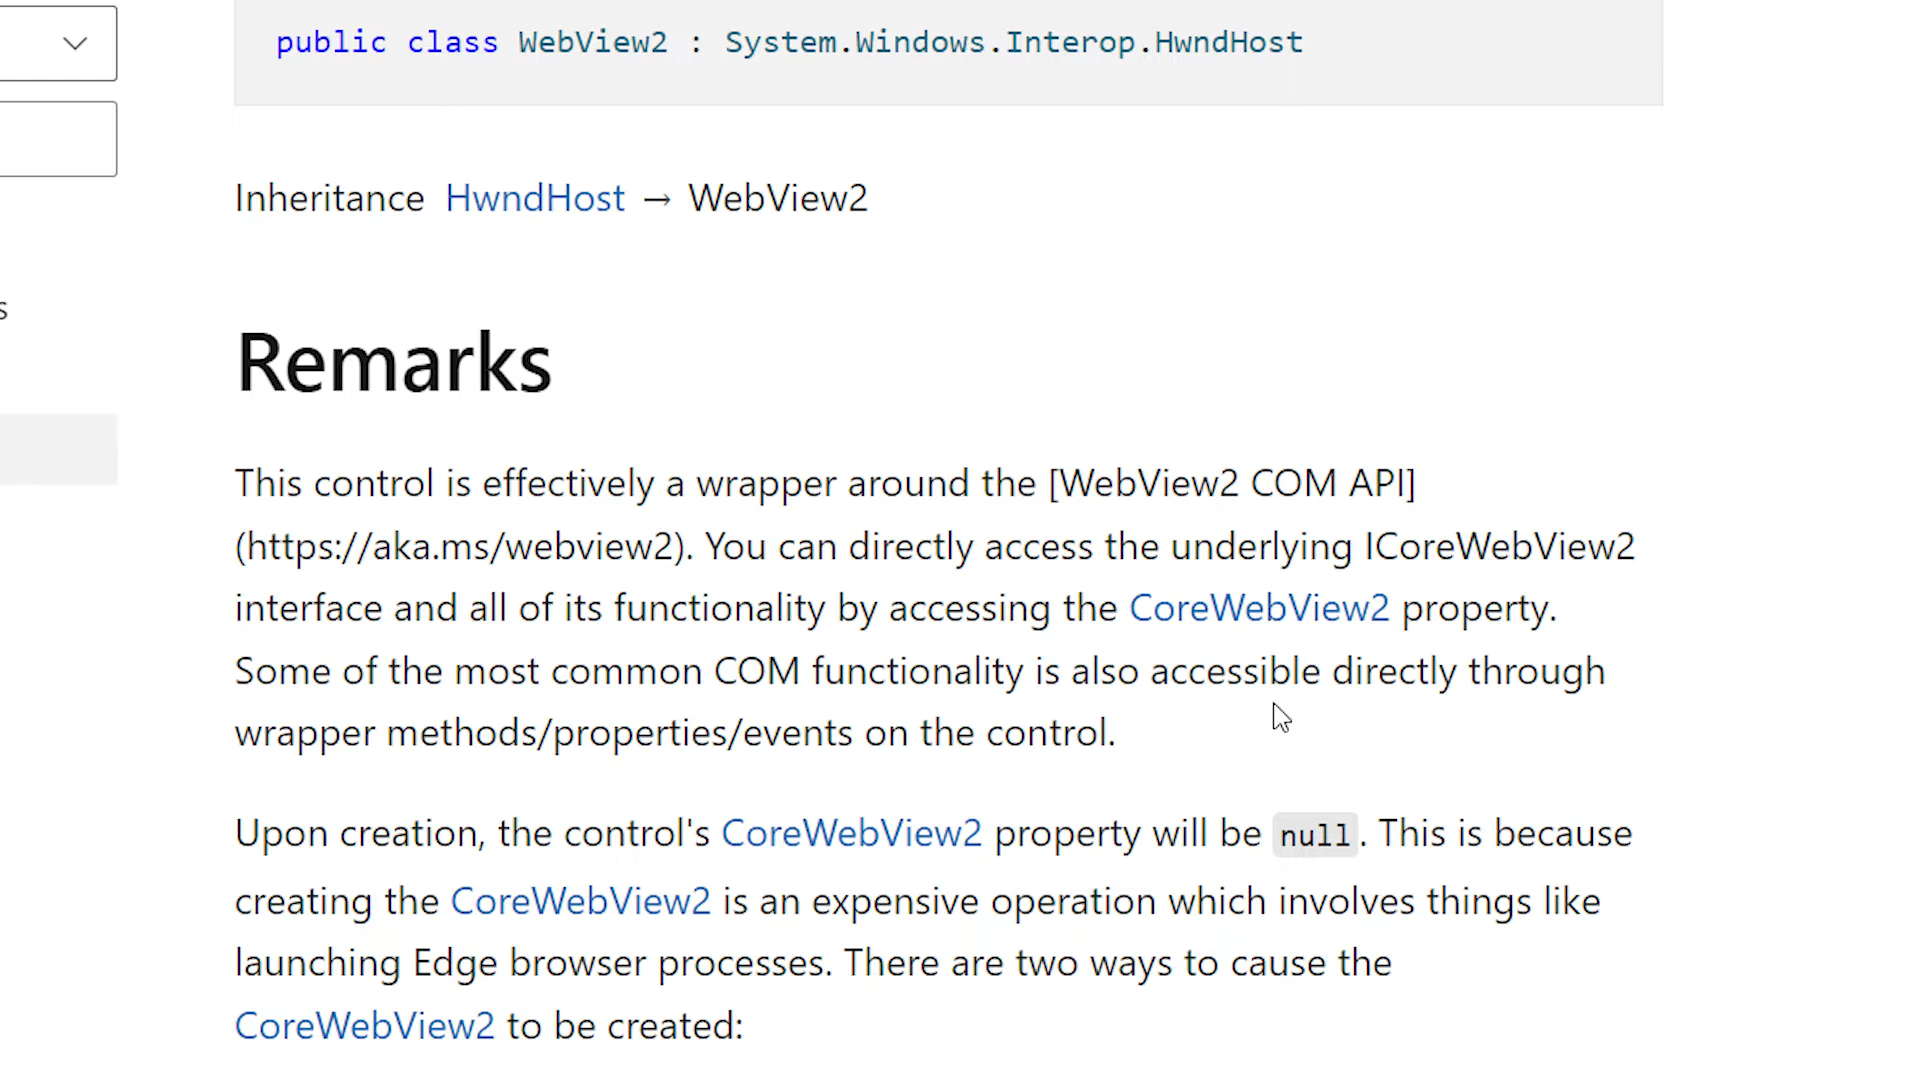 public class WebView2 : System.Windows.Interop.HwndHost
Inheritance HwndHost → WebView2
s
Remarks
This control is effectively a wrapper around the [WebView2 COM API]
(https://aka.ms/webview2). You can directly access the underlying ICoreWebView2
interface and all of its functionality by accessing the CoreWebView2 property.
Some of the most common COM functionality is also accessible directly through
wrapper methods/properties/events on the control.
Upon creation, the control's CoreWebView2 property will be null. This is because
creating the CoreWebView2 is an expensive operation which involves things like
launching Edge browser processes. There are two ways to cause the
CoreWebView2 to be created: